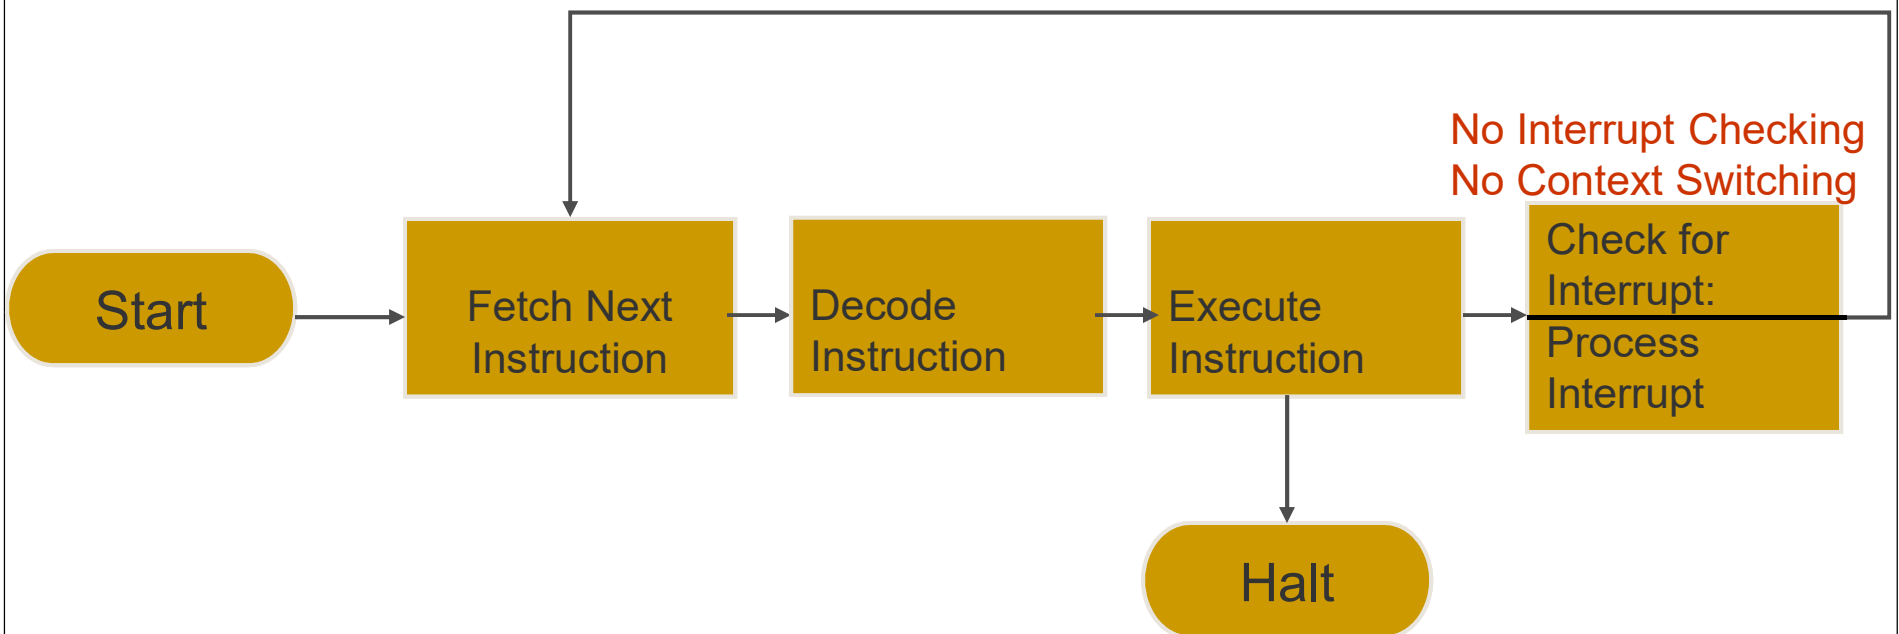 No Interrupt Checking
No Context Switching
Start
Fetch Next
Instruction
Decode
Instruction
Execute
Instruction
Check for
Interrupt:
Process
Interrupt
Halt